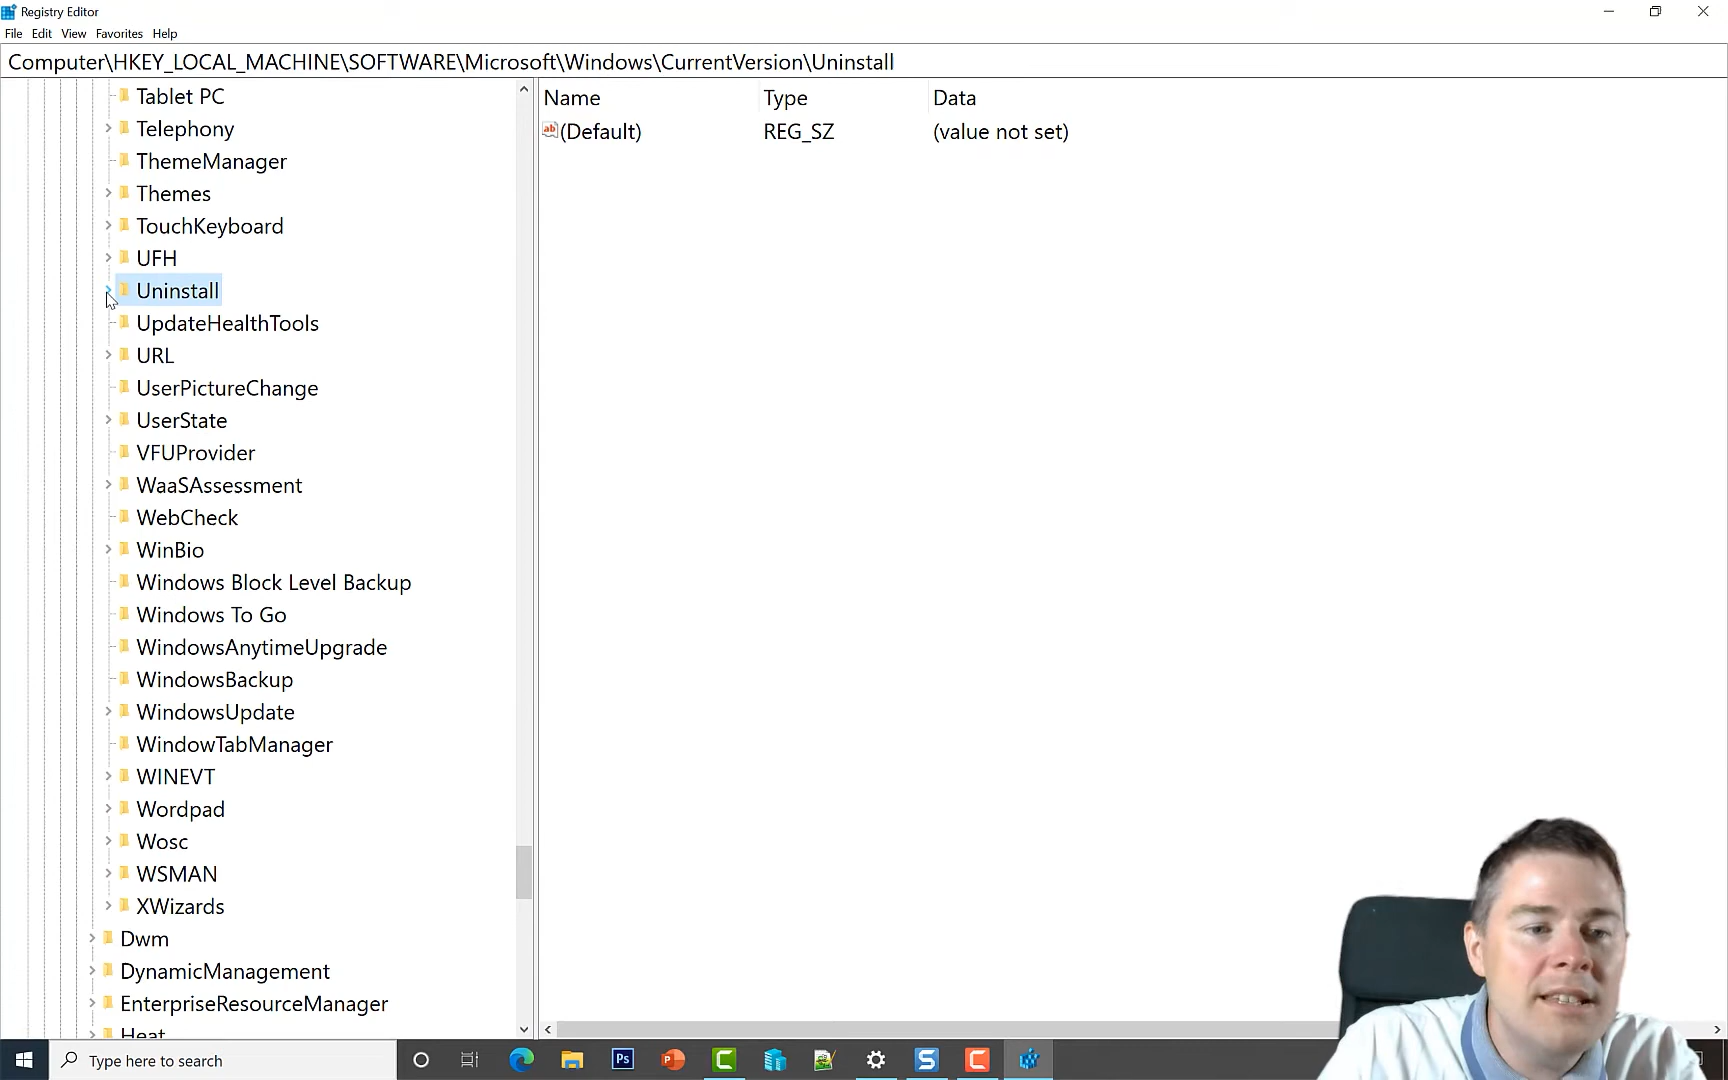 Registry Editor
File Edit View Favorites Help
Computer\HKEY_LOCAL_MACHINE\SOFTWARE\Microsoft\Windows\CurrentVersion\Uninstall
Name Type Data
ab (Default) REG_SZ (value not set)
Tablet PC
Telephony
ThemeManager
Themes
TouchKeyboard
UFH
Uninstall
UpdateHealthTools
URL
UserPictureChange
UserState
VFUProvider
WaaSAssessment
WebCheck
WinBio
Windows Block Level Backup
Windows To Go
WindowsAnytimeUpgrade
WindowsBackup
WindowsUpdate
WindowTabManager
WINEVT
Wordpad
Wosc
WSMAN
XWizards
Dwm
DynamicManagement
EnterpriseResourceManager
Heat
Type here to search
Ps
P
C
S
C